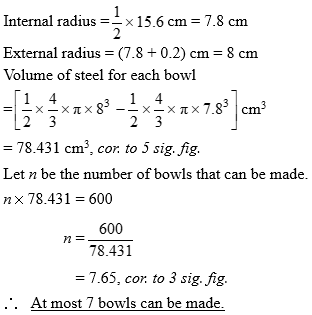 Internal radius = 1/2 × 15.6 cm = 7.8 cm
External radius = (7.8 + 0.2) cm = 8 cm
Volume of steel for each bowl
= [1/2 × 4/3 × π × 8³ − 1/2 × 4/3 × π × 7.8³] cm³
= 78.431 cm³, cor. to 5 sig. fig.
Let n be the number of bowls that can be made.
n × 78.431 = 600
n = 600/78.431
= 7.65, cor. to 3 sig. fig.
∴ At most 7 bowls can be made.